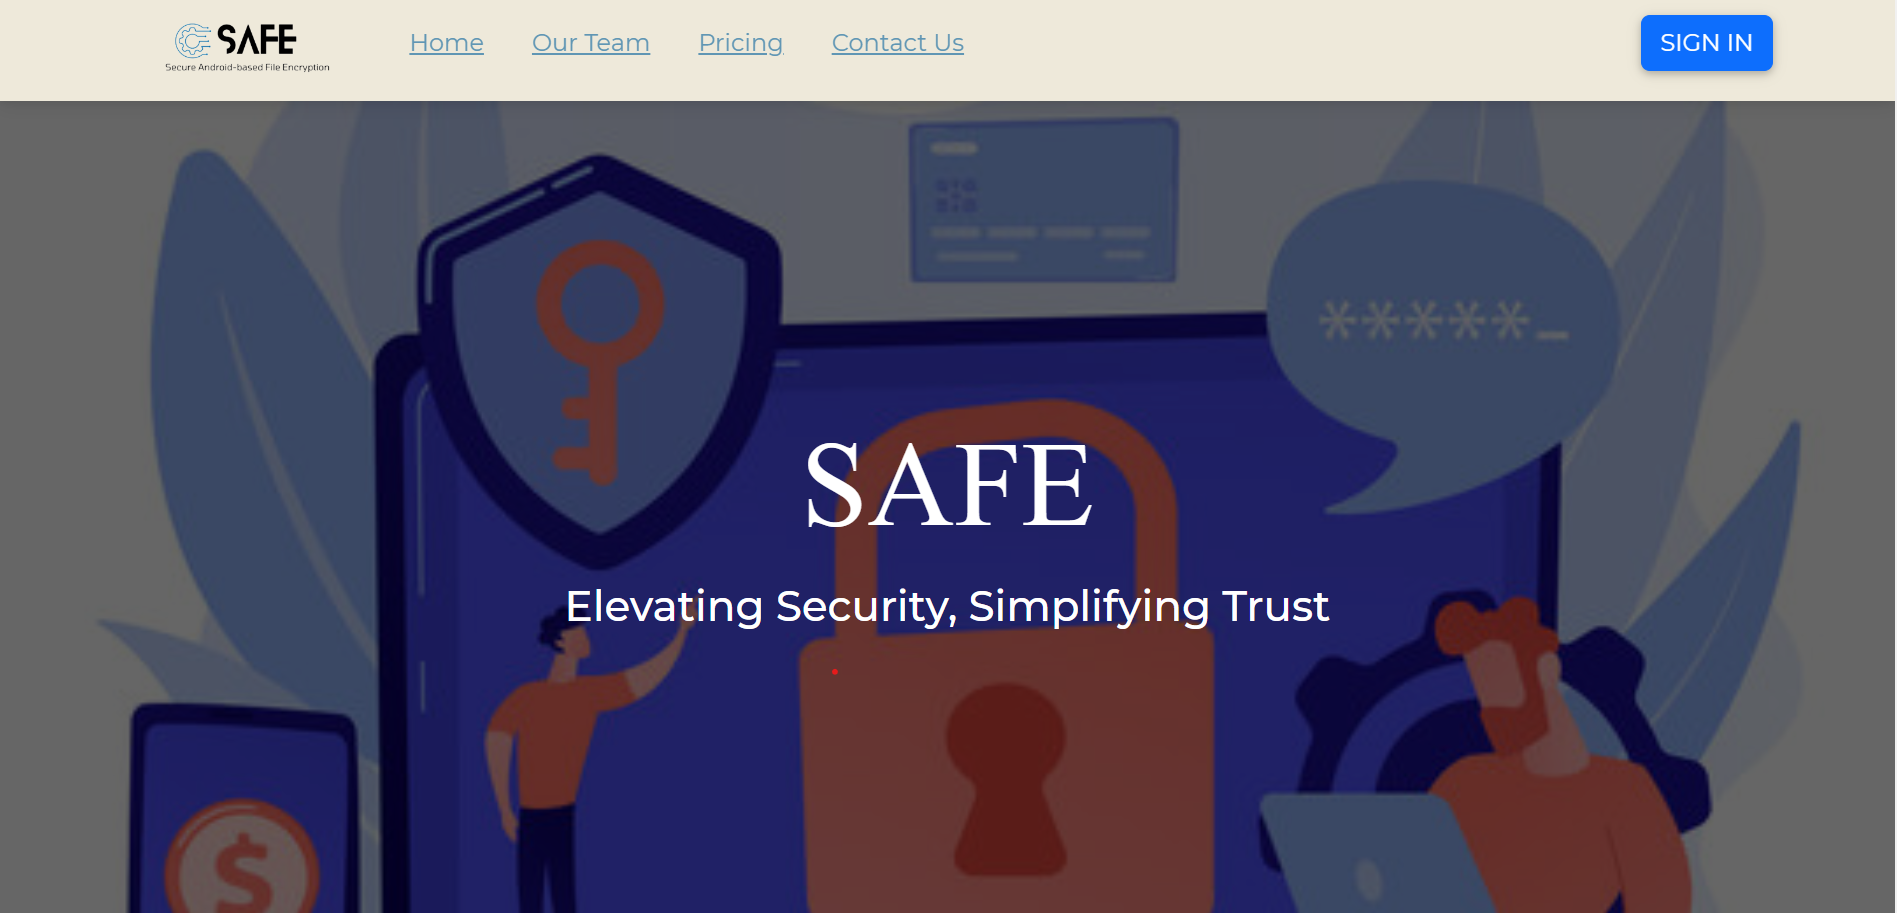 SAFE
Secure Android-based File Encryption
Home
Our Team
Pricing
Contact Us
SIGN IN
*****_
SAFE
Elevating Security, Simplifying Trust
$